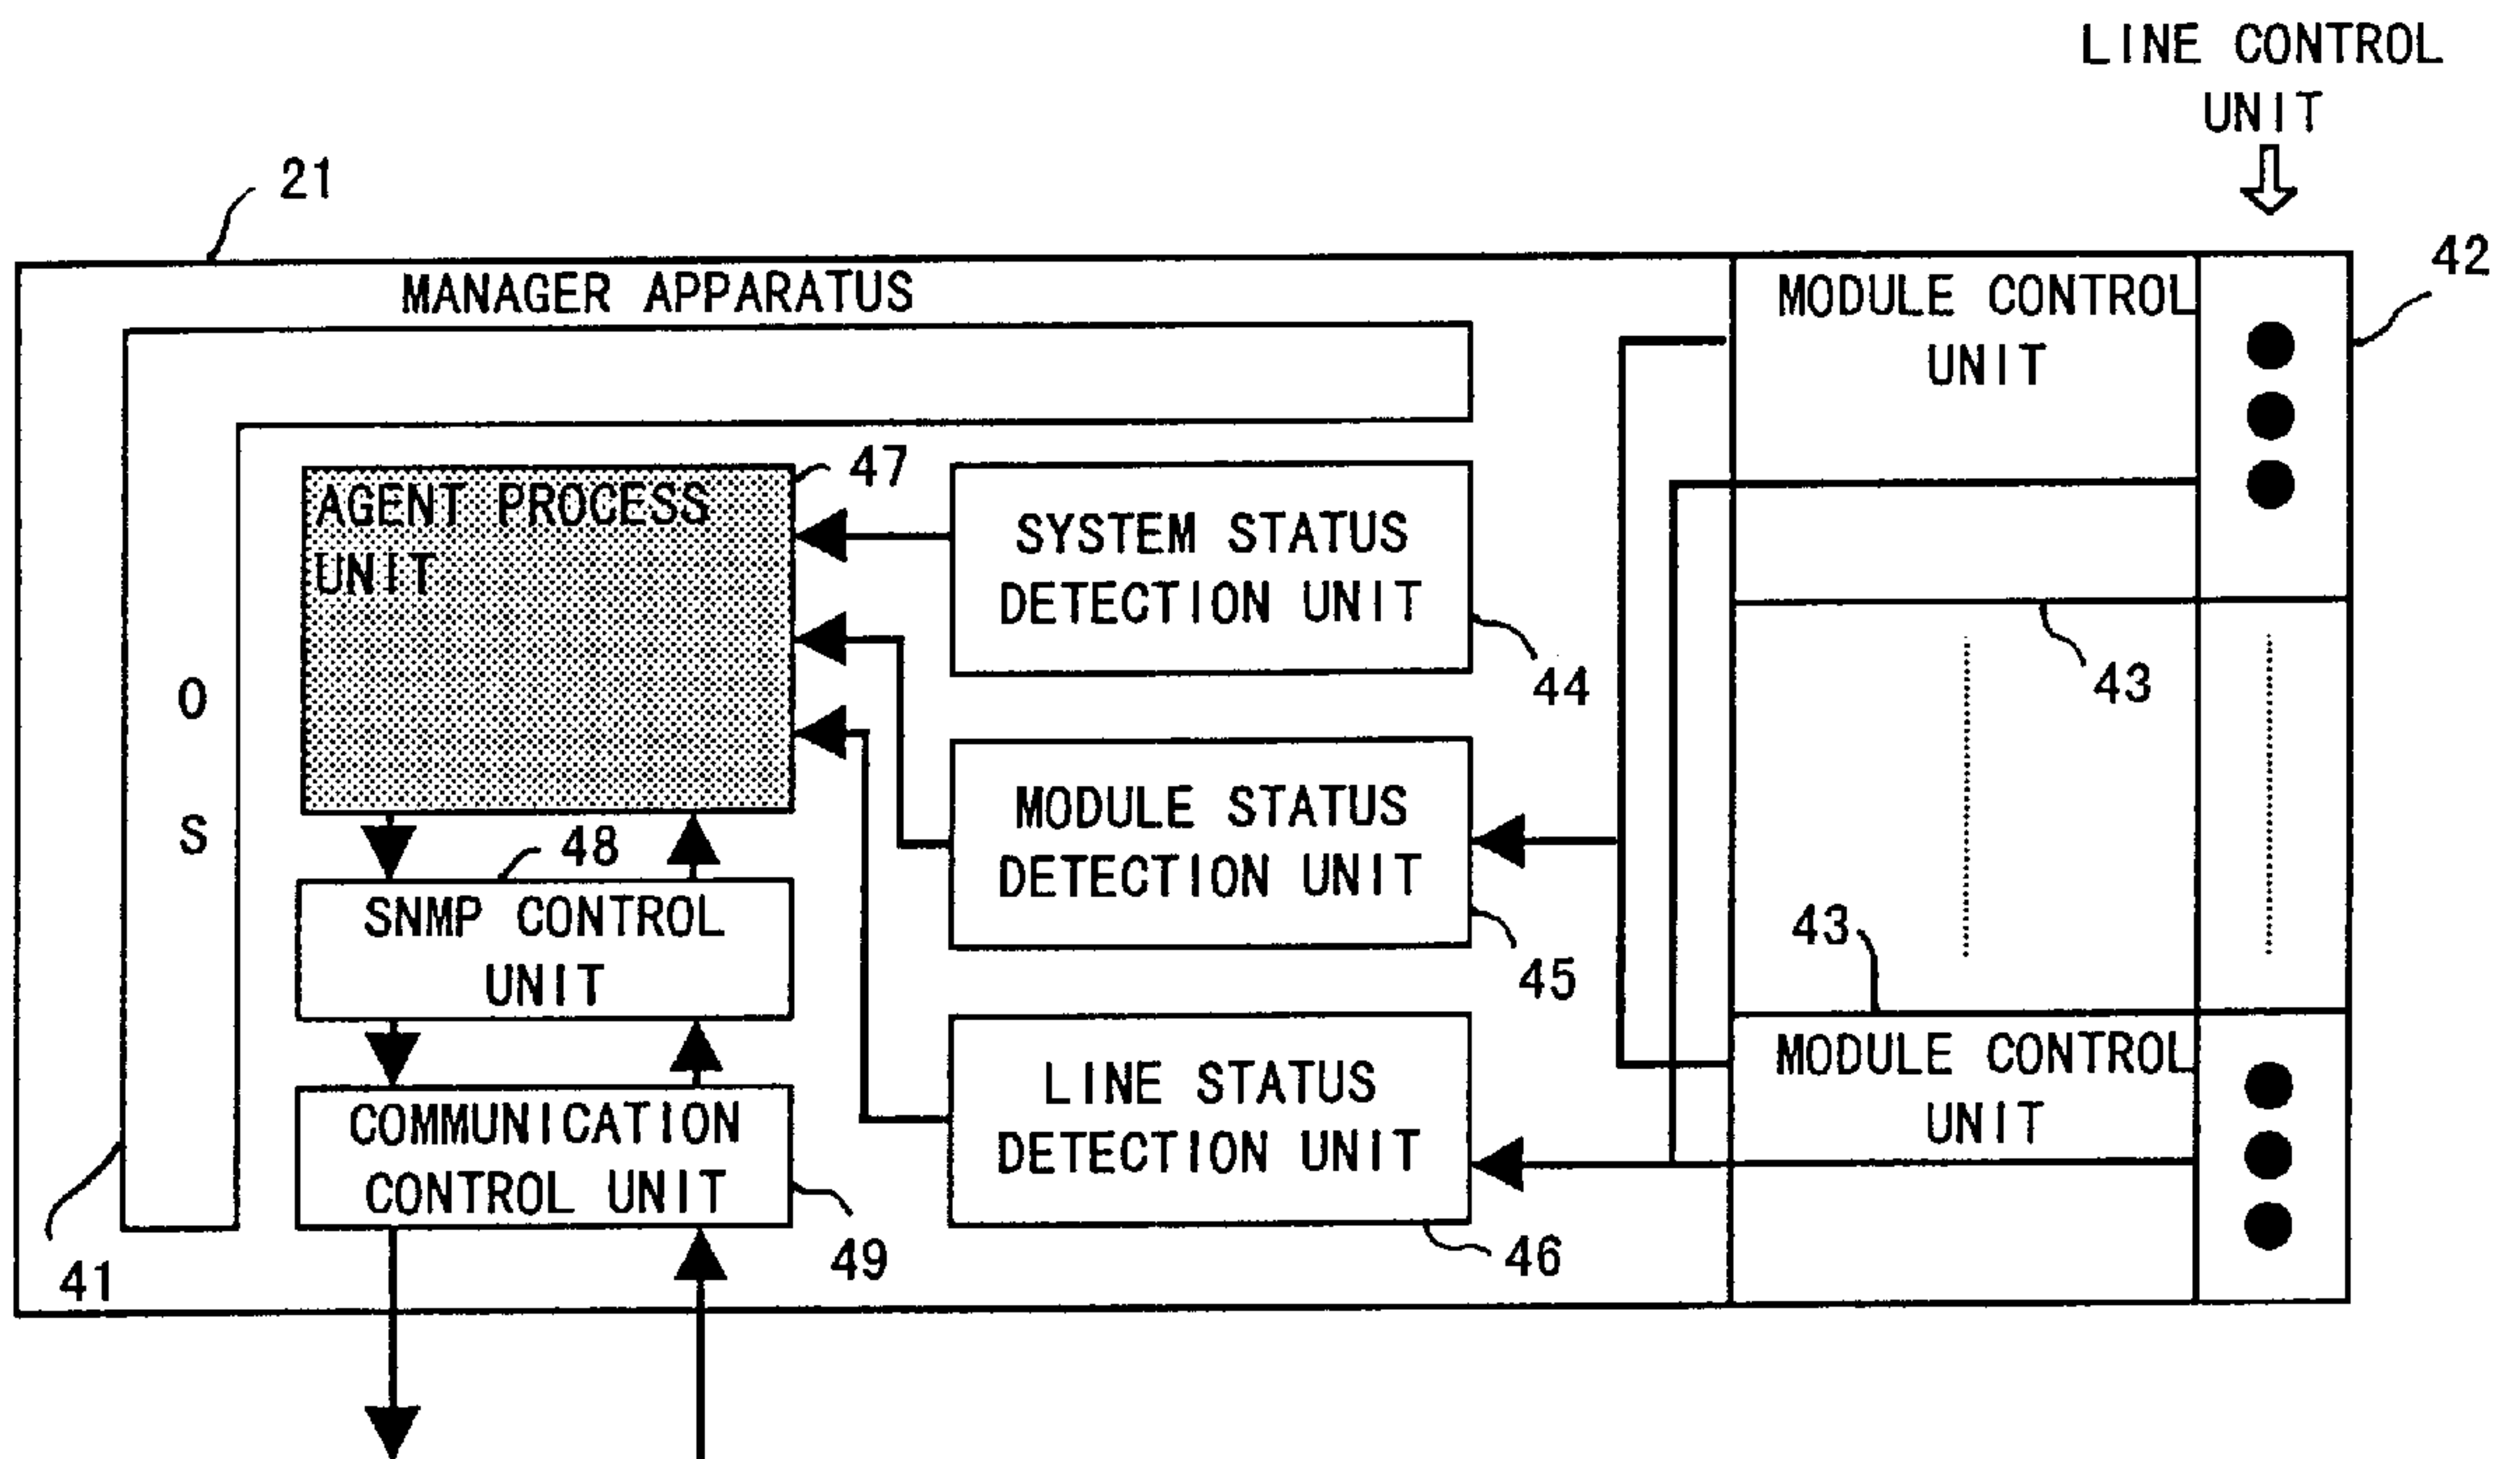 LINE CONTROL
UNIT
21
42
MANAGER APPARATUS
MODULE CONTROL
UNIT
47
AGENT PROCESS
UNIT
SYSTEM STATUS
DETECTION UNIT
44
43
O
S
MODULE STATUS
DETECTION UNIT
45
48
SNMP CONTROL
UNIT
43
MODULE CONTROL
UNIT
LINE STATUS
DETECTION UNIT
46
COMMUNICATION
CONTROL UNIT
49
41